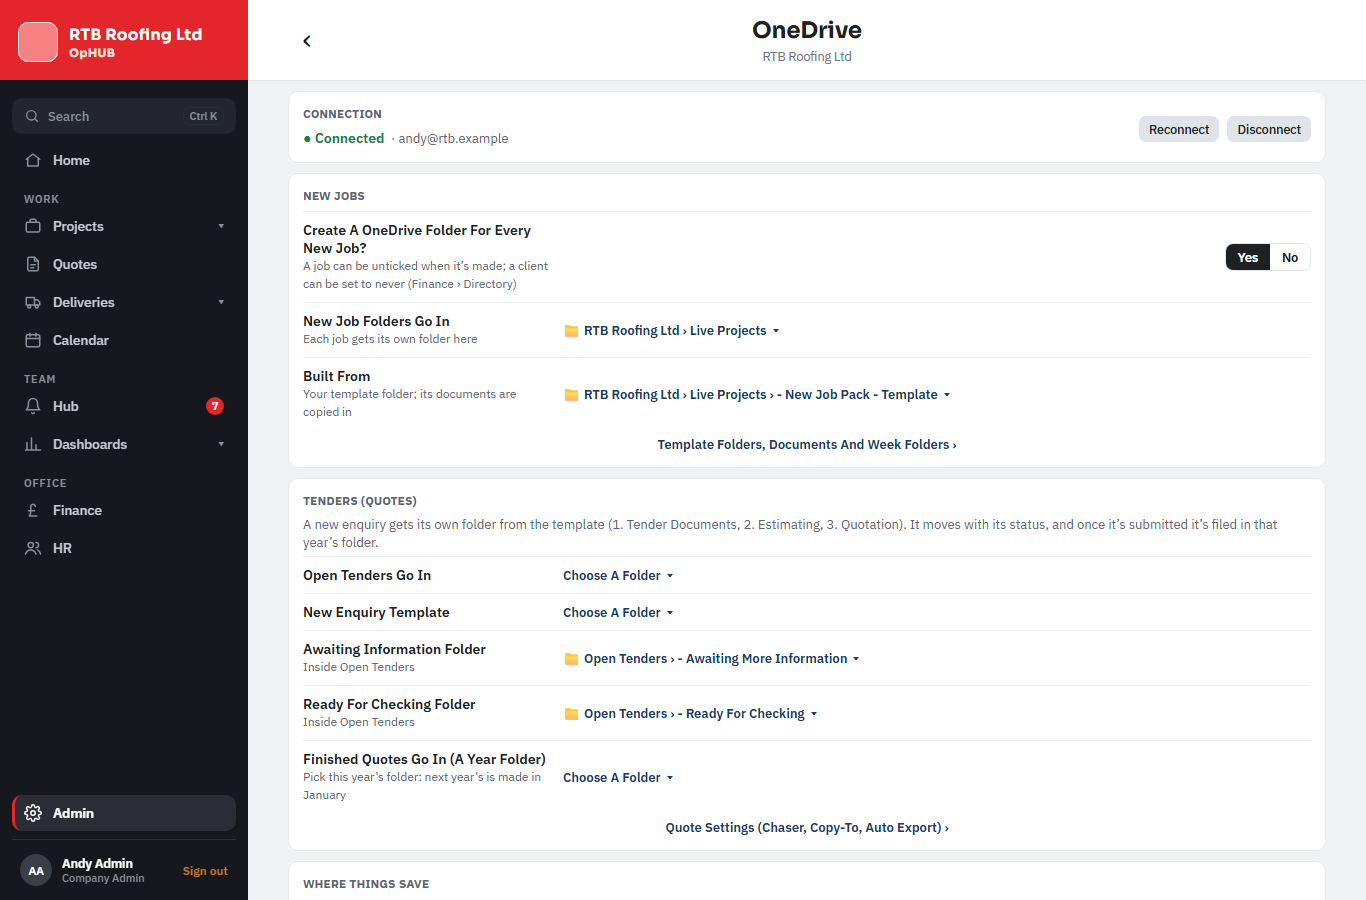 RTB Roofing Ltd
OpHUB
Search
Ctrl K
Home
WORK
Projects
Quotes
Deliveries
Calendar
TEAM
Hub
7
Dashboards
OFFICE
Finance
HR
Admin
AA
Andy Admin
Company Admin
Sign out
OneDrive
RTB Roofing Ltd
CONNECTION
● Connected · andy@rtb.example
Reconnect
Disconnect
NEW JOBS
Create A OneDrive Folder For Every
New Job?
A job can be unticked when it’s made; a client
can be set to never (Finance › Directory)
Yes
No
New Job Folders Go In
Each job gets its own folder here
RTB Roofing Ltd › Live Projects
Built From
Your template folder; its documents are
copied in
RTB Roofing Ltd › Live Projects › - New Job Pack - Template
Template Folders, Documents And Week Folders ›
TENDERS (QUOTES)
A new enquiry gets its own folder from the template (1. Tender Documents, 2. Estimating, 3. Quotation). It moves with its status, and once it’s submitted it’s filed in that
year’s folder.
Open Tenders Go In
Choose A Folder
New Enquiry Template
Choose A Folder
Awaiting Information Folder
Inside Open Tenders
Open Tenders › - Awaiting More Information
Ready For Checking Folder
Inside Open Tenders
Open Tenders › - Ready For Checking
Finished Quotes Go In (A Year Folder)
Pick this year’s folder: next year’s is made in
January
Choose A Folder
Quote Settings (Chaser, Copy-To, Auto Export) ›
WHERE THINGS SAVE